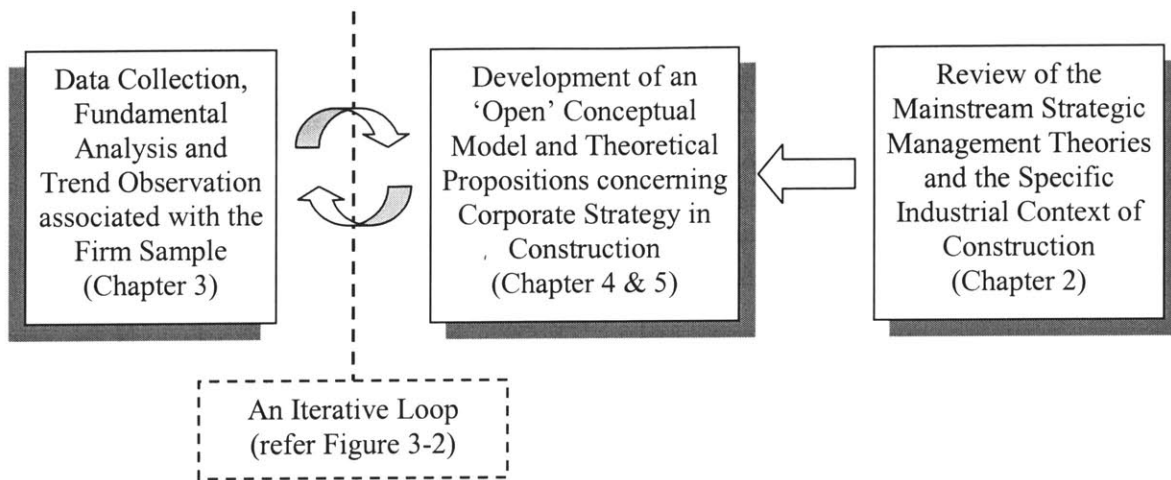 Data Collection,
Fundamental
Analysis and
Trend Observation
associated with the
Firm Sample
(Chapter 3)
Development of an
‘Open’ Conceptual
Model and Theoretical
Propositions concerning
Corporate Strategy in
Construction
(Chapter 4 & 5)
Review of the
Mainstream Strategic
Management Theories
and the Specific
Industrial Context of
Construction
(Chapter 2)
An Iterative Loop
(refer Figure 3-2)